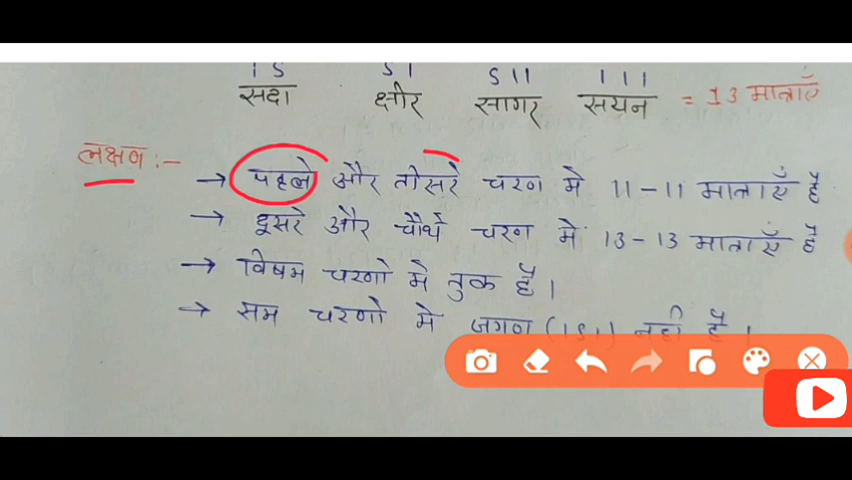 । ऽ ऽ । ऽ । । । । ।
सदा क्षीर सागर सयन = 13 मात्राएँ
लक्षण :-
→ पहले और तीसरे चरण मे 11-11 मात्राएँ है
→ दूसरे और चौथे चरण मे 13-13 मात्राएँ है
→ विषम चरणो मे तुक है ।
→ सम चरणो मे जगण (।ऽ।) नही है ।